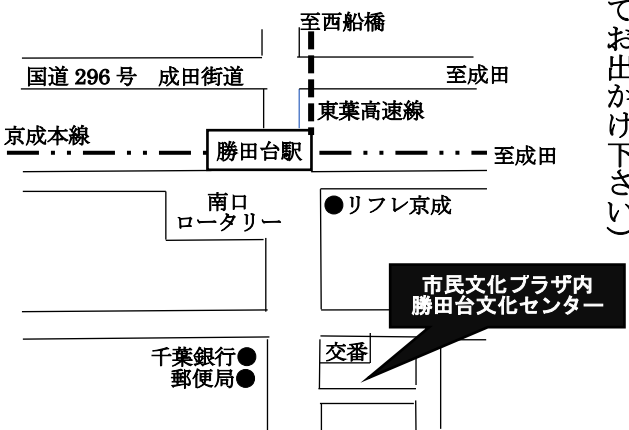 至西船橋
国道 296 号　成田街道
至成田
東葉高速線
京成本線
勝田台駅
至成田
南口
ロータリー
●リフレ京成
市民文化プラザ内
勝田台文化センター
交番
千葉銀行●
郵便局●
てお出かけ下さい）